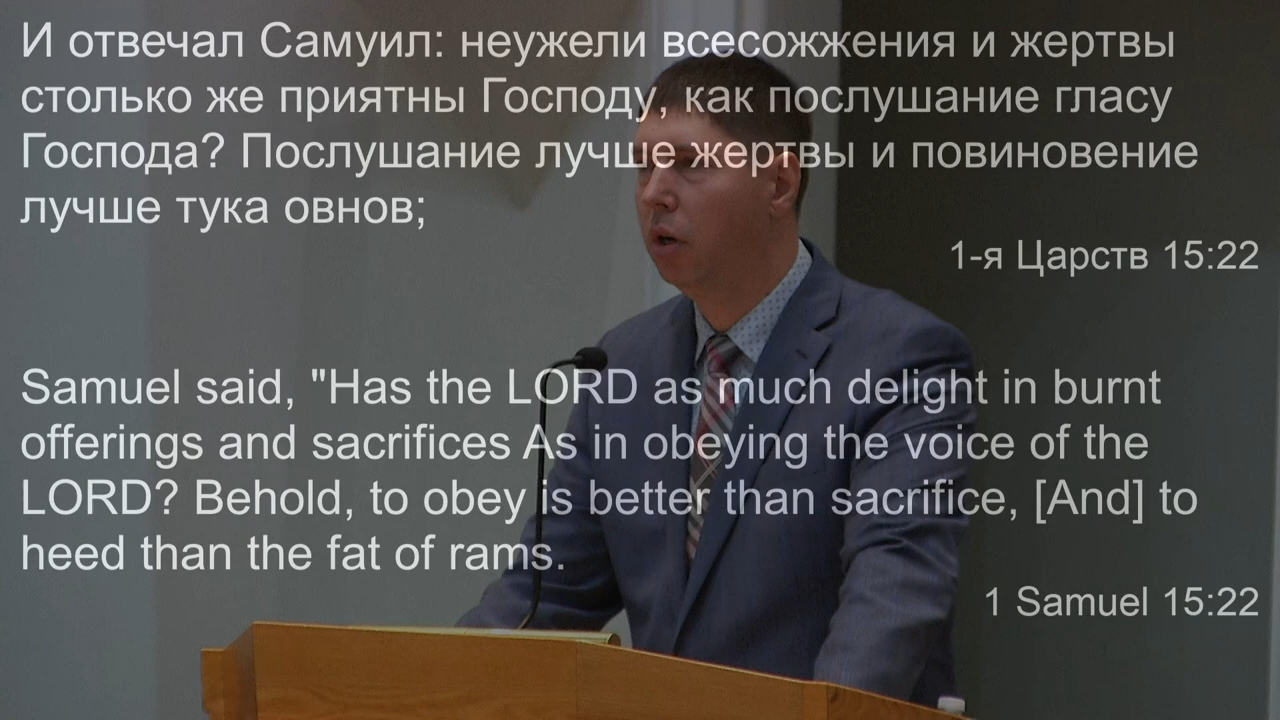 И отвечал Самуил: неужели всесожжения и жертвы
столько же приятны Господу, как послушание гласу
Господа? Послушание лучше жертвы и повиновение
лучше тука овнов;
1-я Царств 15:22
Samuel said, "Has the LORD as much delight in burnt
offerings and sacrifices As in obeying the voice of the
LORD? Behold, to obey is better than sacrifice, [And] to
heed than the fat of rams.
1 Samuel 15:22